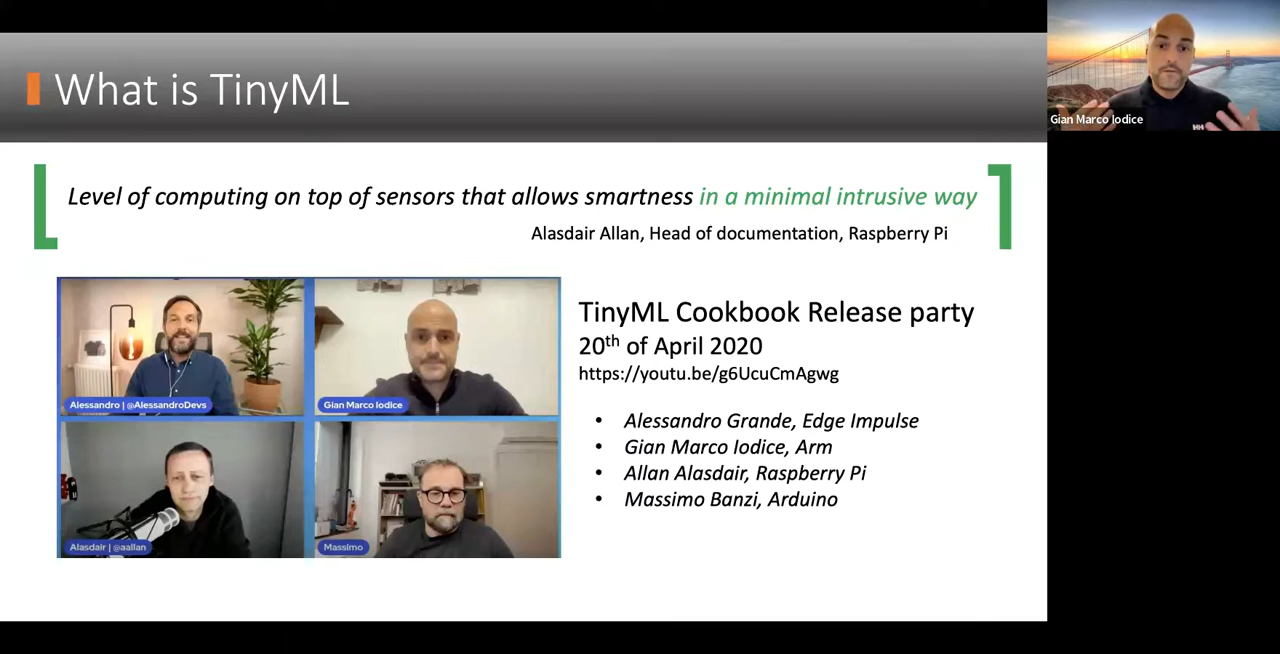 What is TinyML
Gian Marco Iodice
Level of computing on top of sensors that allows smartness in a minimal intrusive way
Alasdair Allan, Head of documentation, Raspberry Pi
TinyML Cookbook Release party
20th of April 2020
https://youtu.be/g6UcuCmAgwg
Alessandro | @AlessandroDevs
Gian Marco Iodice
Alasdair | @aallan
Massimo
• Alessandro Grande, Edge Impulse
• Gian Marco Iodice, Arm
• Allan Alasdair, Raspberry Pi
• Massimo Banzi, Arduino
HH